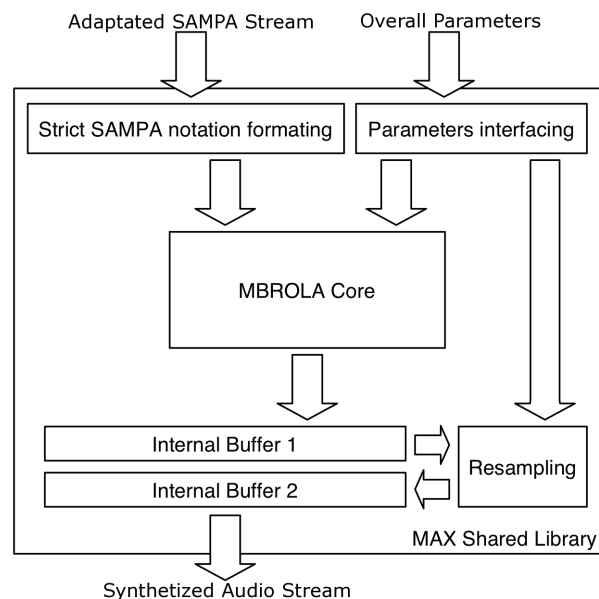 Adaptated SAMPA Stream
Overall Parameters
Strict SAMPA notation formating
Parameters interfacing
MBROLA Core
Internal Buffer 1
Internal Buffer 2
Resampling
MAX Shared Library
Synthetized Audio Stream